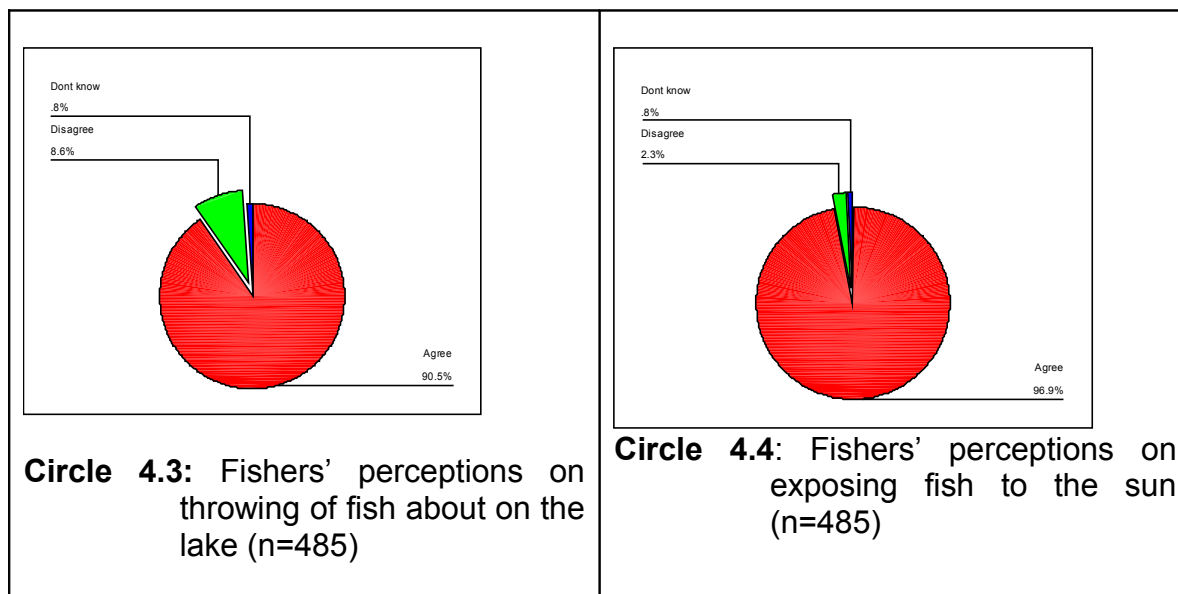 Dont know
.8%
Disagree
8.6%
Agree
90.5%
Circle 4.3: Fishers’ perceptions on
throwing of fish about on the
lake (n=485)
Dont know
.8%
Disagree
2.3%
Agree
96.9%
Circle 4.4: Fishers’ perceptions on
exposing fish to the sun
(n=485)